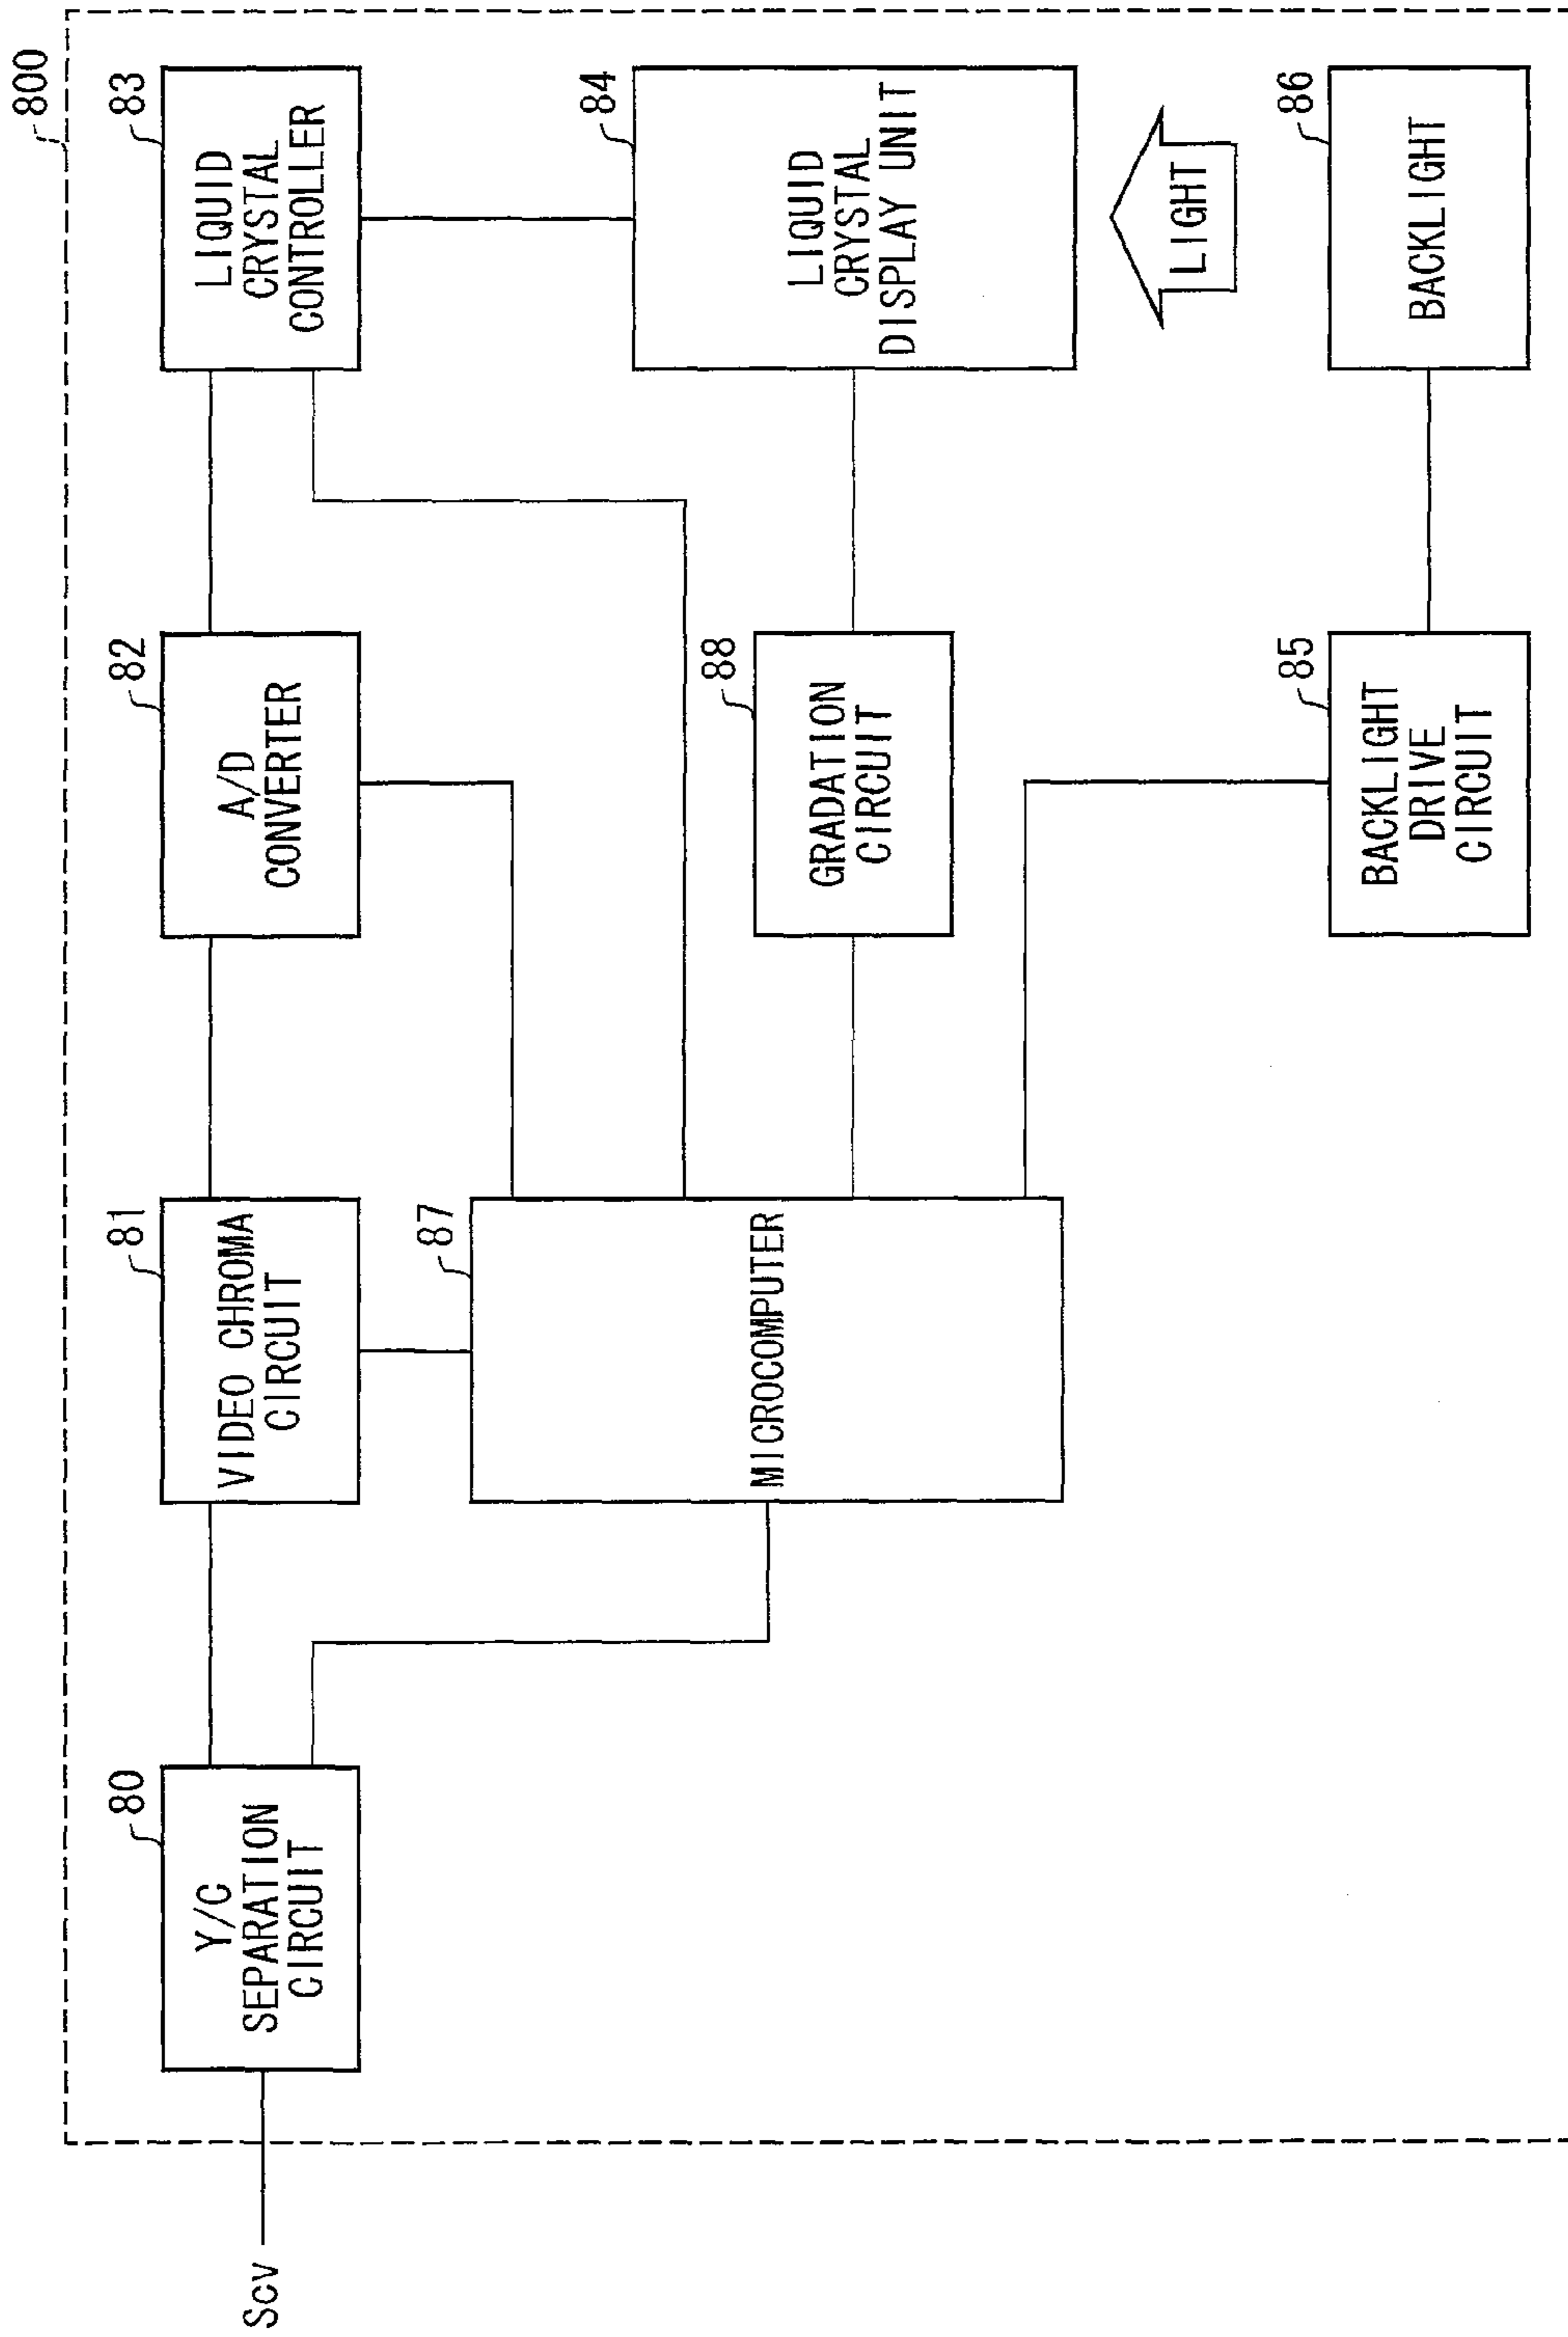 800
80
Y/C
SEPARATION
CIRCUIT
81
VIDEO CHROMA
CIRCUIT
82
A/D
CONVERTER
83
LIQUID
CRYSTAL
CONTROLLER
Scv
87
MICROCOMPUTER
88
GRADATION
CIRCUIT
84
LIQUID
CRYSTAL
DISPLAY UNIT
LIGHT
85
BACKLIGHT
DRIVE
CIRCUIT
86
BACKLIGHT